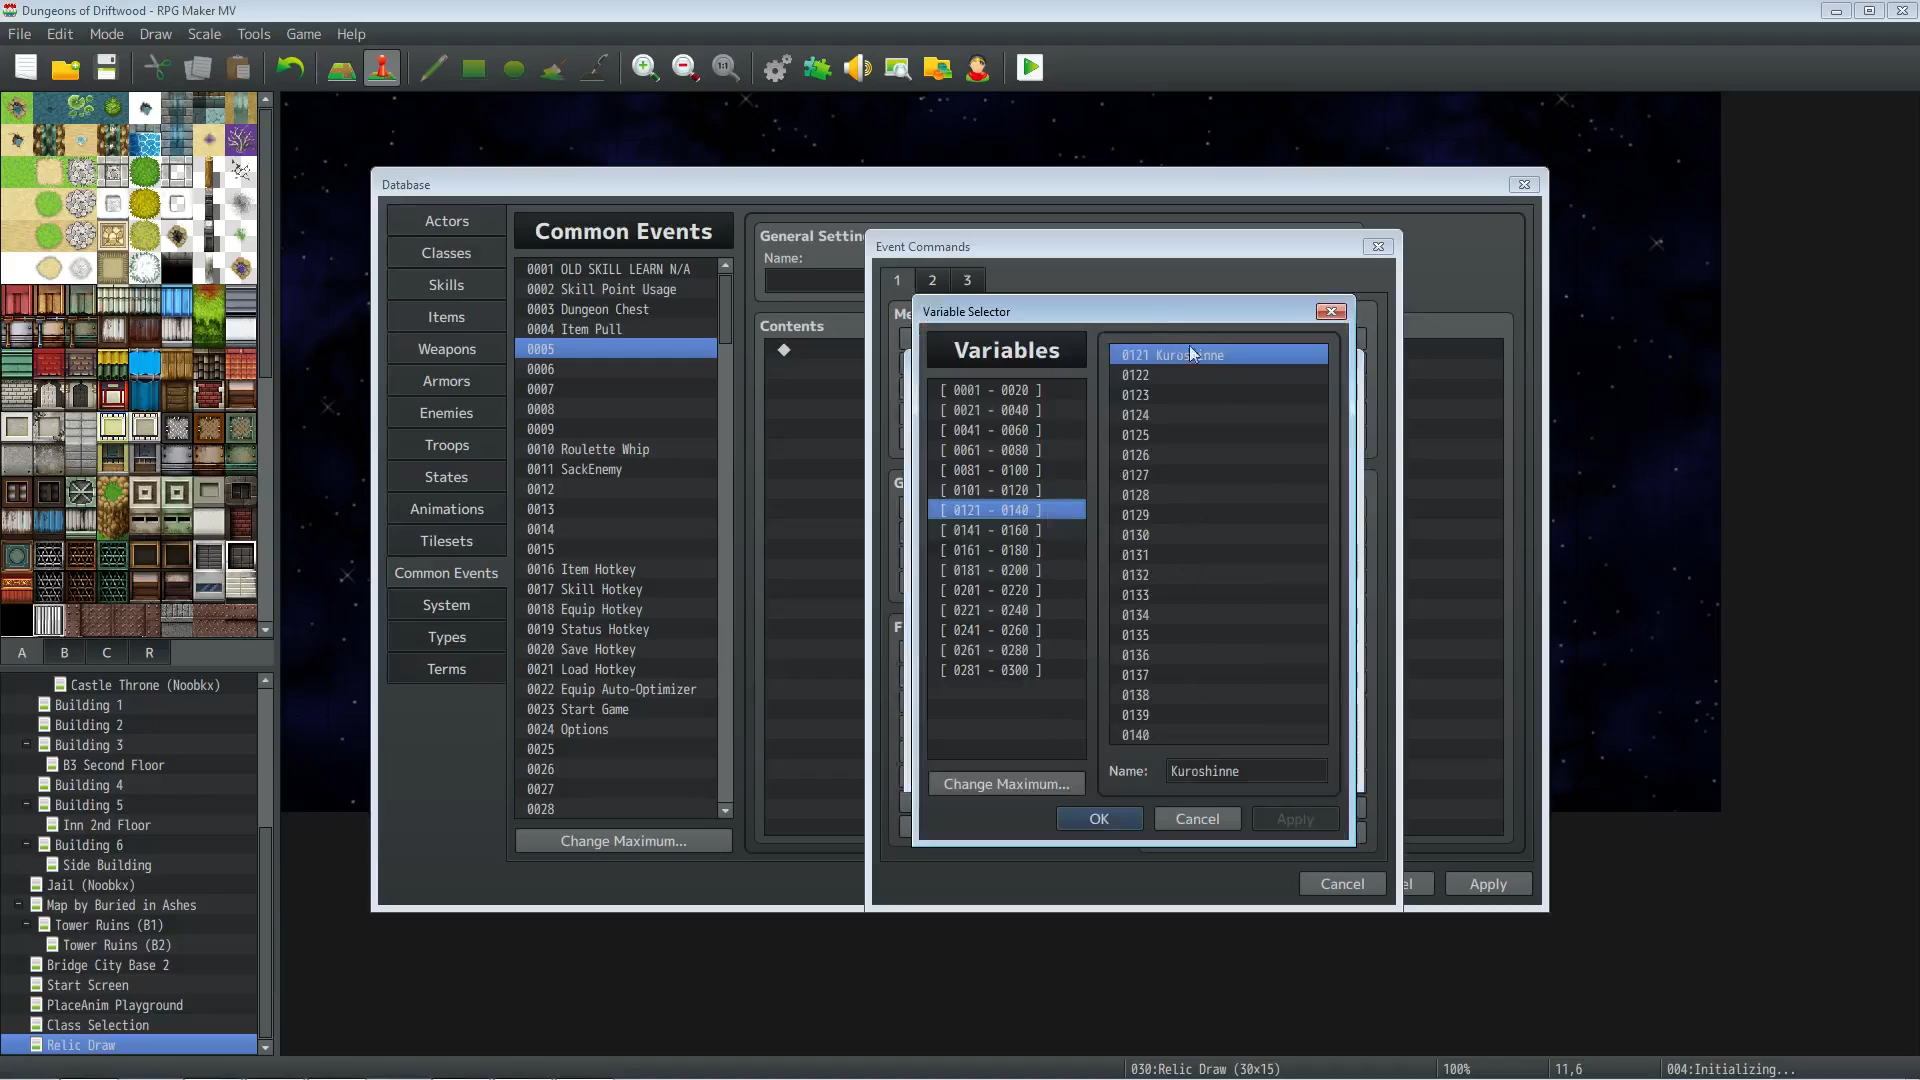 Dungeons of Driftwood - RPG Maker MV
File Edit Mode Draw Scale Tools Game Help
1:1
Database
Actors
Classes
Skills
Items
Weapons
Armors
Enemies
Troops
States
Animations
Tilesets
Common Events
System
Types
Terms
Common Events
0001 OLD SKILL LEARN N/A
0002 Skill Point Usage
0003 Dungeon Chest
0004 Item Pull
0005
0006
0007
0008
0009
0010 Roulette Whip
0011 SackEnemy
0012
0013
0014
0015
0016 Item Hotkey
0017 Skill Hotkey
0018 Equip Hotkey
0019 Status Hotkey
0020 Save Hotkey
0021 Load Hotkey
0022 Equip Auto-Optimizer
0023 Start Game
0024 Options
0025
0026
0027
0028
Change Maximum...
General Settin
Name:
Contents
Event Commands
1 2 3
Me
G
F
Variable Selector
Variables
[ 0001 - 0020 ]
[ 0021 - 0040 ]
[ 0041 - 0060 ]
[ 0061 - 0080 ]
[ 0081 - 0100 ]
[ 0101 - 0120 ]
[ 0121 - 0140 ]
[ 0141 - 0160 ]
[ 0161 - 0180 ]
[ 0181 - 0200 ]
[ 0201 - 0220 ]
[ 0221 - 0240 ]
[ 0241 - 0260 ]
[ 0261 - 0280 ]
[ 0281 - 0300 ]
Change Maximum...
0121 Kuroshinne
0122
0123
0124
0125
0126
0127
0128
0129
0130
0131
0132
0133
0134
0135
0136
0137
0138
0139
0140
Name: Kuroshinne
OK Cancel Apply
Cancel el Apply
A B C R
Castle Throne (Noobkx)
Building 1
Building 2
Building 3
B3 Second Floor
Building 4
Building 5
Inn 2nd Floor
Building 6
Side Building
Jail (Noobkx)
Map by Buried in Ashes
Tower Ruins (B1)
Tower Ruins (B2)
Bridge City Base 2
Start Screen
PlaceAnim Playground
Class Selection
Relic Draw
030:Relic Draw (30×15) 100% 11,6 004:Initializing...